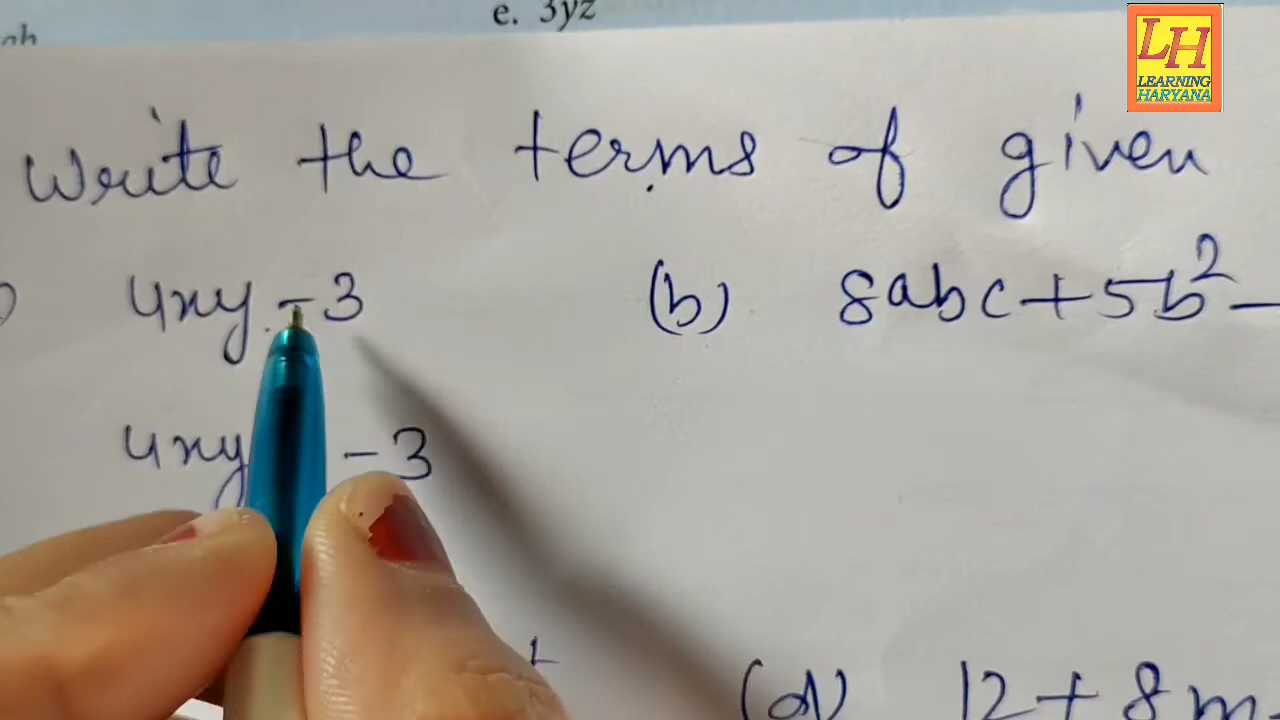 e. 3yz
LH
LEARNING
HARYANA
Write the terms of given
4xy - 3
(b) 8abc + 5b² -
4xy - 3
(d) 12 + 8m